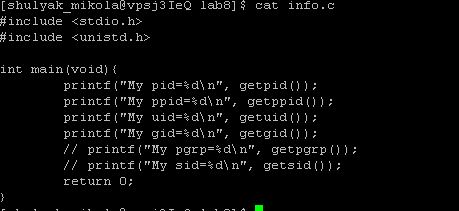 [shulyak_mikola@vpsj3IeQ lab8]$ cat info.c
#include <stdio.h>
#include <unistd.h>

int main(void){
        printf("My pid=%d\n", getpid());
        printf("My ppid=%d\n", getppid());
        printf("My uid=%d\n", getuid());
        printf("My gid=%d\n", getgid());
        // printf("My pgrp=%d\n", getpgrp());
        // printf("My sid=%d\n", getsid());
        return 0;
}